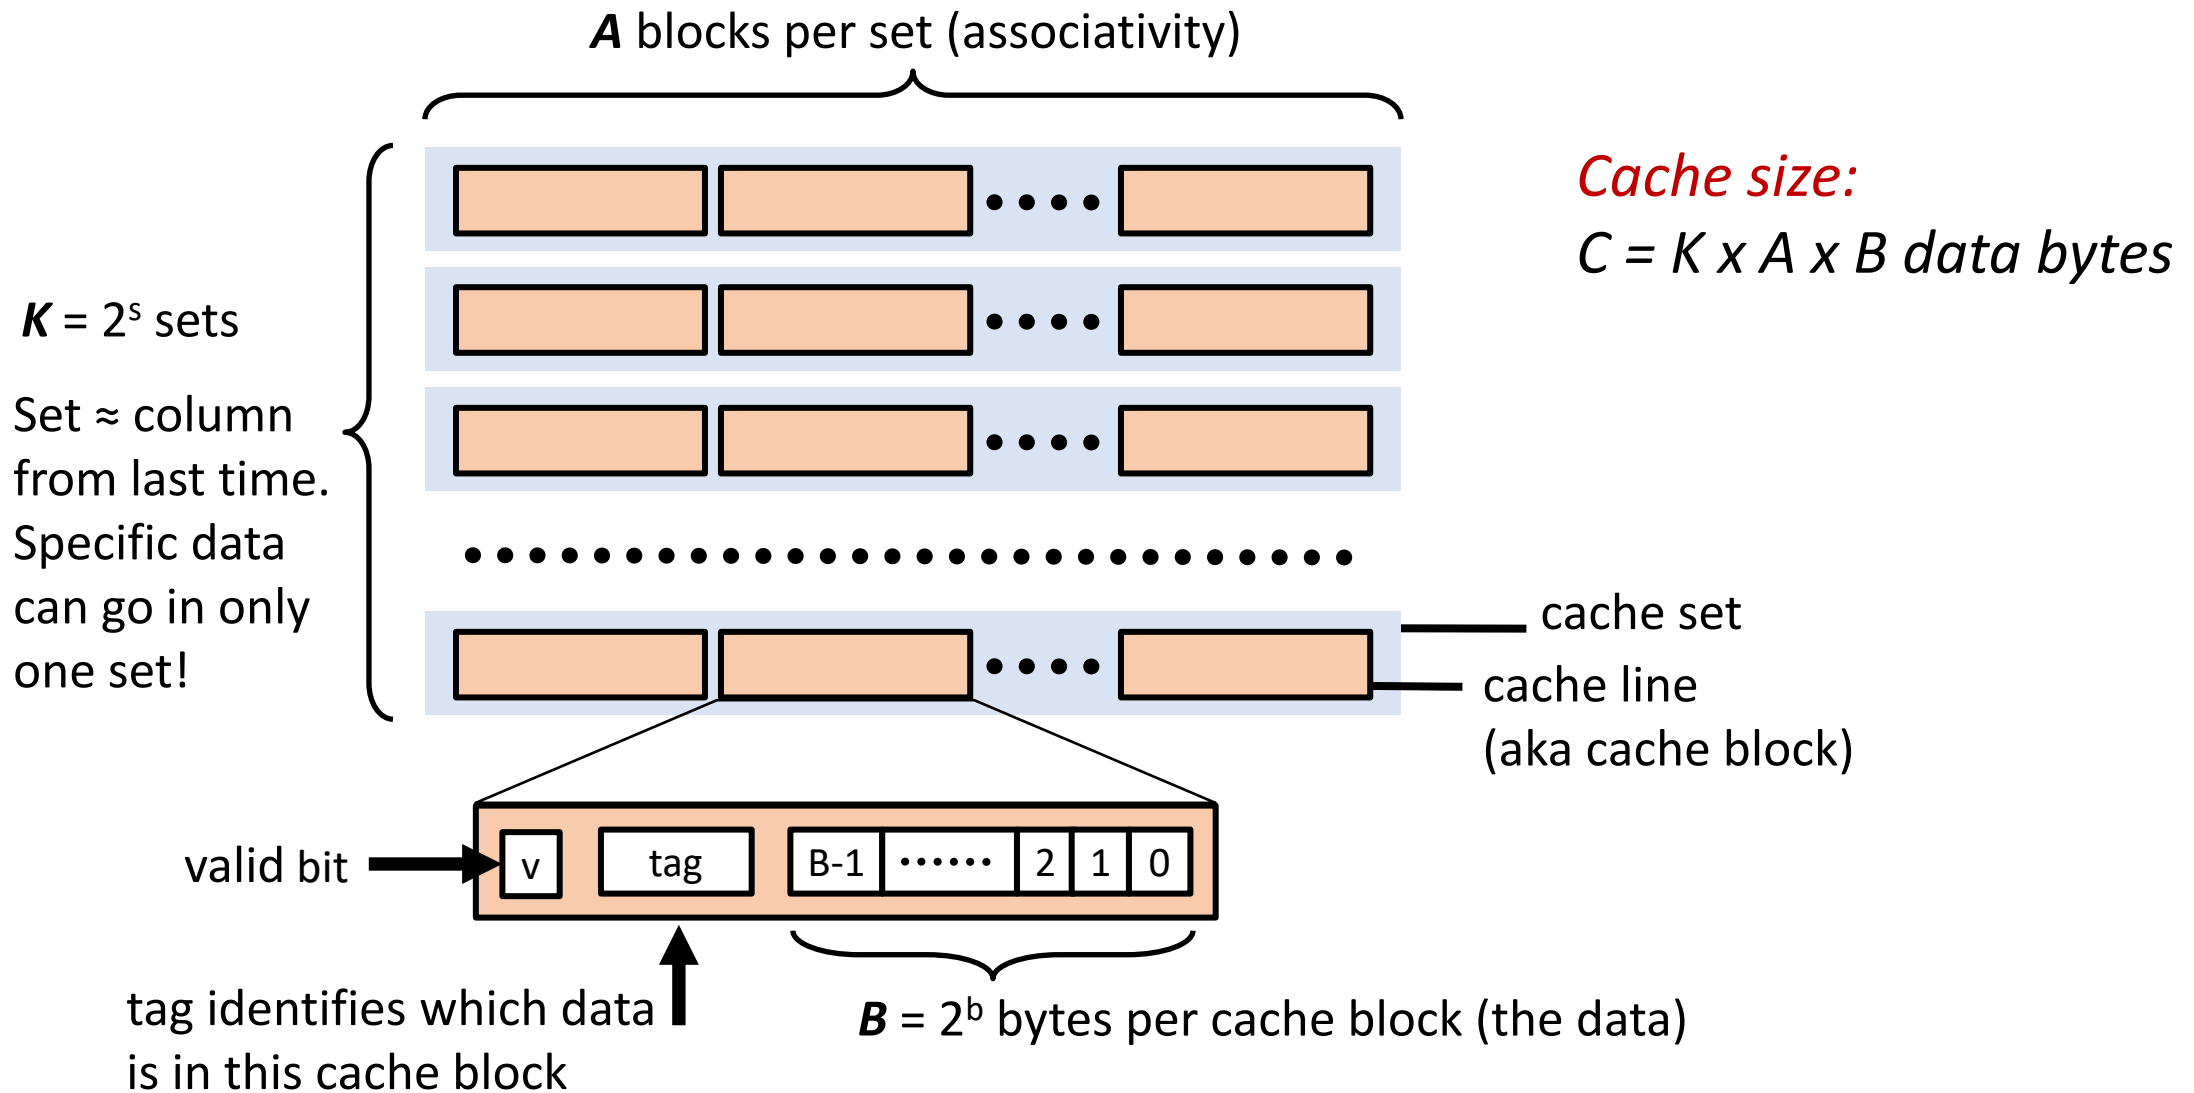 A blocks per set (associativity)
Cache size:
C = K x A x B data bytes
K = 2ˢ sets
Set ≈ column
from last time.
Specific data
can go in only
one set!
cache set
cache line
(aka cache block)
valid bit
v
tag
B-1 •••••• 2 1 0
tag identifies which data
is in this cache block
B = 2ᵇ bytes per cache block (the data)